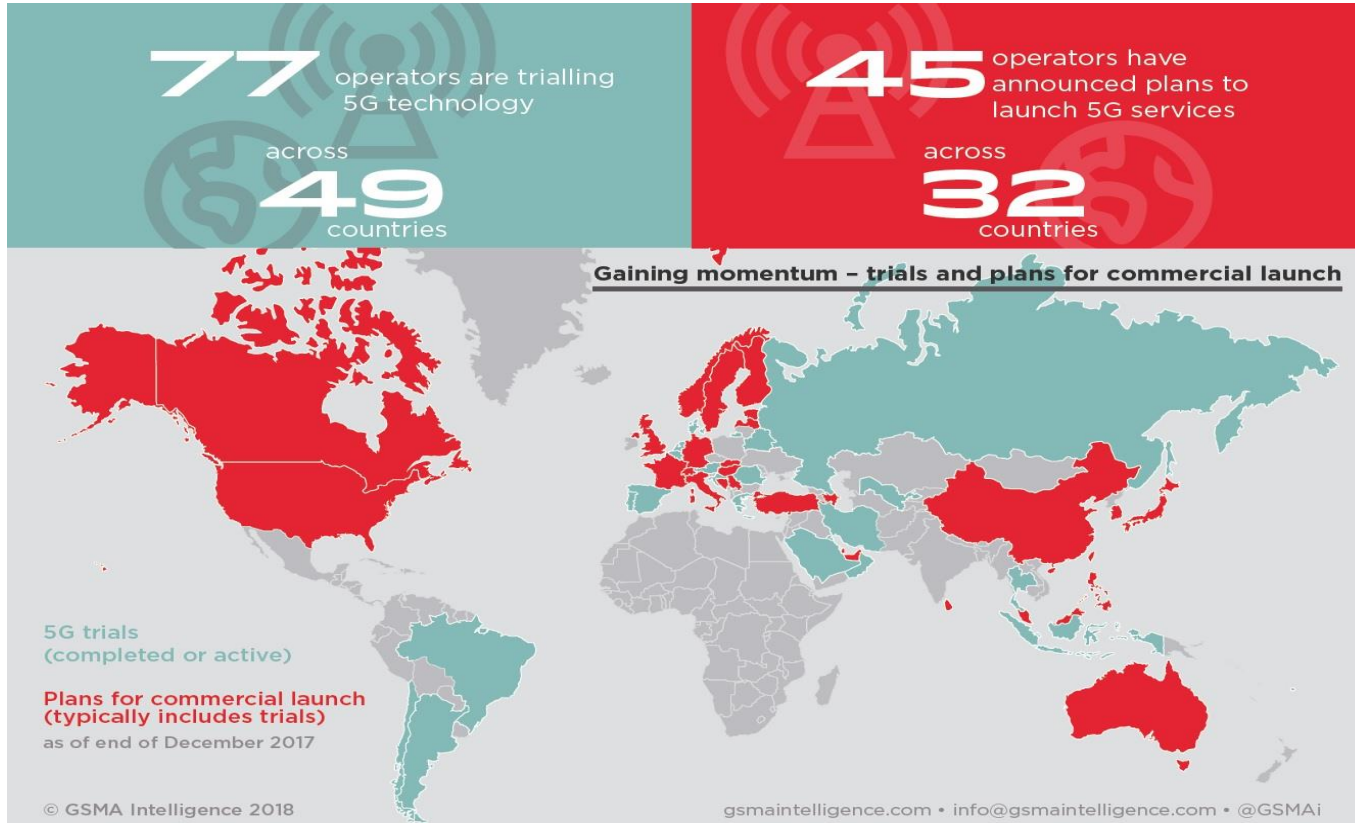 77 operators are trialling
5G technology
across
49
countries
45 operators have
announced plans to
launch 5G services
across
32
countries
Gaining momentum – trials and plans for commercial launch
5G trials
(completed or active)
Plans for commercial launch
(typically includes trials)
as of end of December 2017
© GSMA Intelligence 2018
gsmaintelligence.com • info@gsmaintelligence.com • @GSMAi